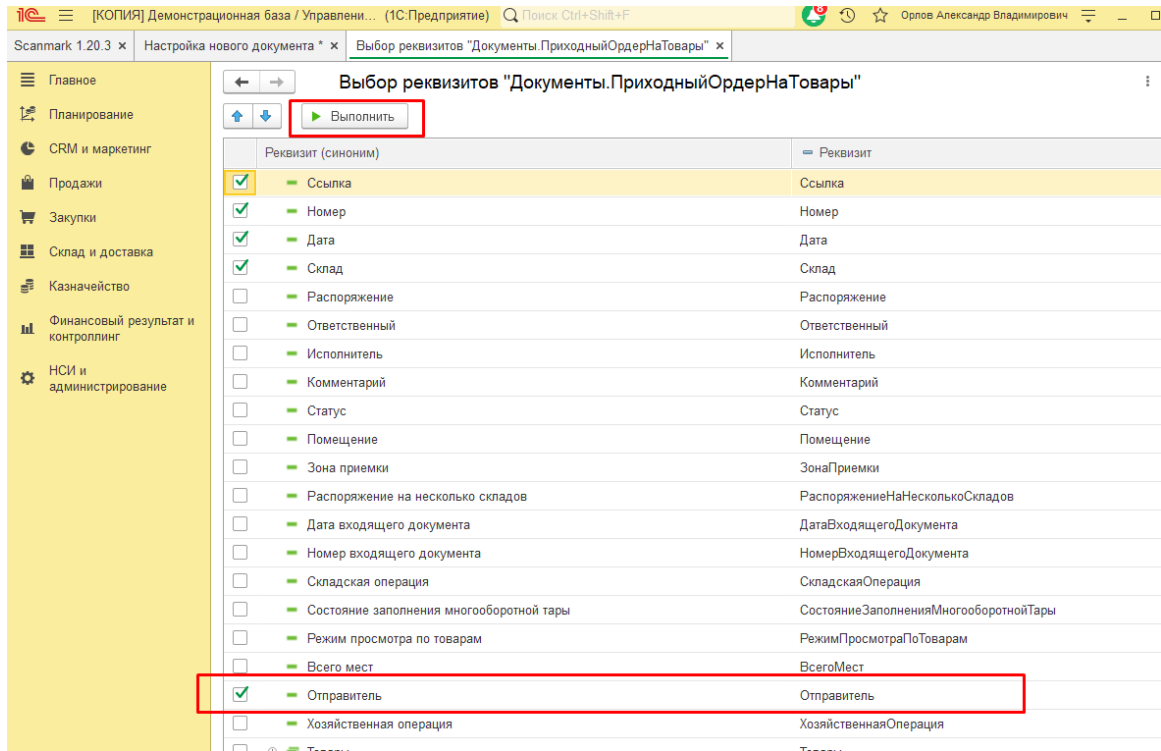 1С [КОПИЯ] Демонстрационная база / Управлени... (1С:Предприятие) Поиск Ctrl+Shift+F 8 Орлов Александр Владимирович
Scanmark 1.20.3 × Настройка нового документа * × Выбор реквизитов "Документы.ПриходныйОрдерНаТовары" ×
Главное
Планирование
CRM и маркетинг
Продажи
Закупки
Склад и доставка
Казначейство
Финансовый результат и
контроллинг
НСИ и
администрирование
Выбор реквизитов "Документы.ПриходныйОрдерНаТовары"
Выполнить
Реквизит (синоним) Реквизит
Ссылка Ссылка
Номер Номер
Дата Дата
Склад Склад
Распоряжение Распоряжение
Ответственный Ответственный
Исполнитель Исполнитель
Комментарий Комментарий
Статус Статус
Помещение Помещение
Зона приемки ЗонаПриемки
Распоряжение на несколько складов РаспоряжениеНаНесколькоСкладов
Дата входящего документа ДатаВходящегоДокумента
Номер входящего документа НомерВходящегоДокумента
Складская операция СкладскаяОперация
Состояние заполнения многооборотной тары СостояниеЗаполненияМногооборотнойТары
Режим просмотра по товарам РежимПросмотраПоТоварам
Всего мест ВсегоМест
Отправитель Отправитель
Хозяйственная операция ХозяйственнаяОперация
Товары Товары